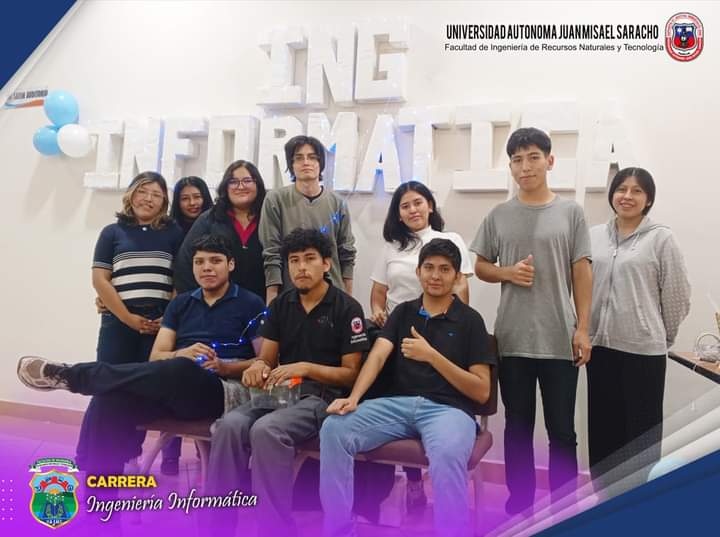 UNIVERSIDAD AUTONOMA JUAN MISAEL SARACHO
Facultad de Ingeniería de Recursos Naturales y Tecnología
ING
INFORMATICA
CARRERA
Ingeniería Informática